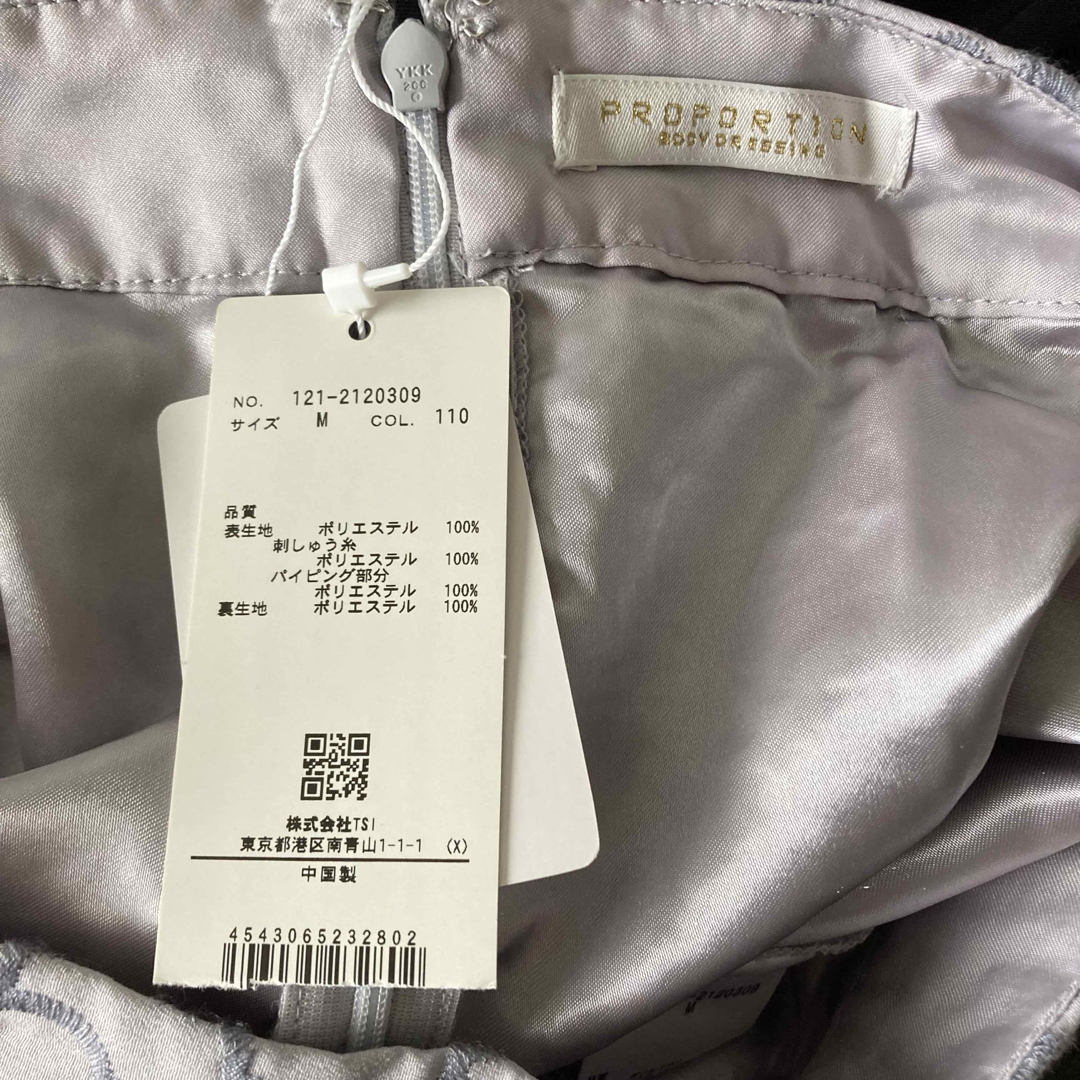 YKK
200
PROPORTION
BODY DRESSING
NO. 121-2120309
サイズ M COL. 110
品質
表生地 ポリエステル 100%
刺しゅう糸
ポリエステル 100%
パイピング部分
ポリエステル 100%
裏生地 ポリエステル 100%
株式会社TSI
東京都港区南青山1-1-1 (X)
中国製
4543065232802
-2120309
M